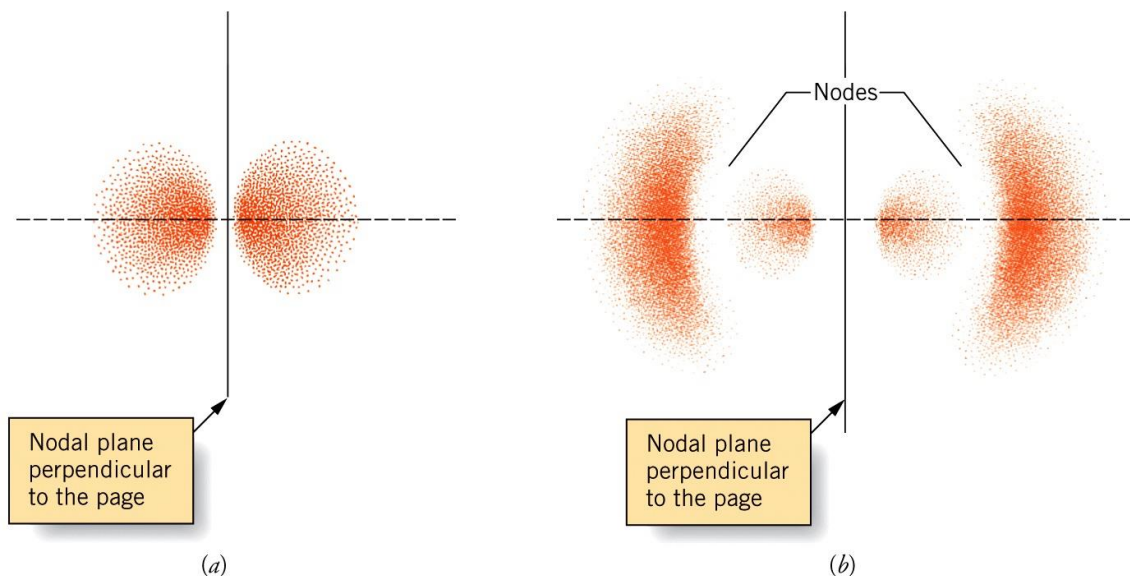 Nodes
Nodal plane
perpendicular
to the page
Nodal plane
perpendicular
to the page
(a)
(b)